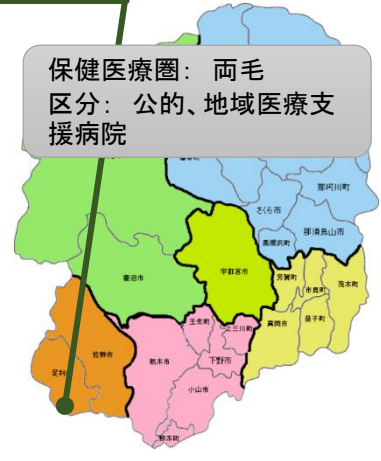 保健医療圏： 両毛
区分： 公的、地域医療支
援病院
那珂川町
さくら市
那須烏山市
高根沢町
宇都宮市
芳賀町
市貝町
茂木町
鹿沼市
真岡市
益子町
壬生町
上三川町
佐野市
栃木市
下野市
足利
小山市
野木町